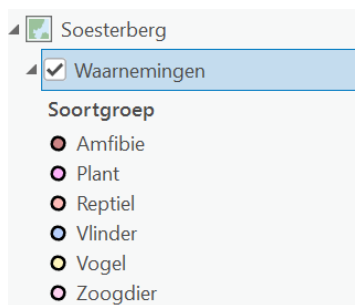 Soesterberg
Waarnemingen
Soortgroep
Amfibie
Plant
Reptiel
Vlinder
Vogel
Zoogdier